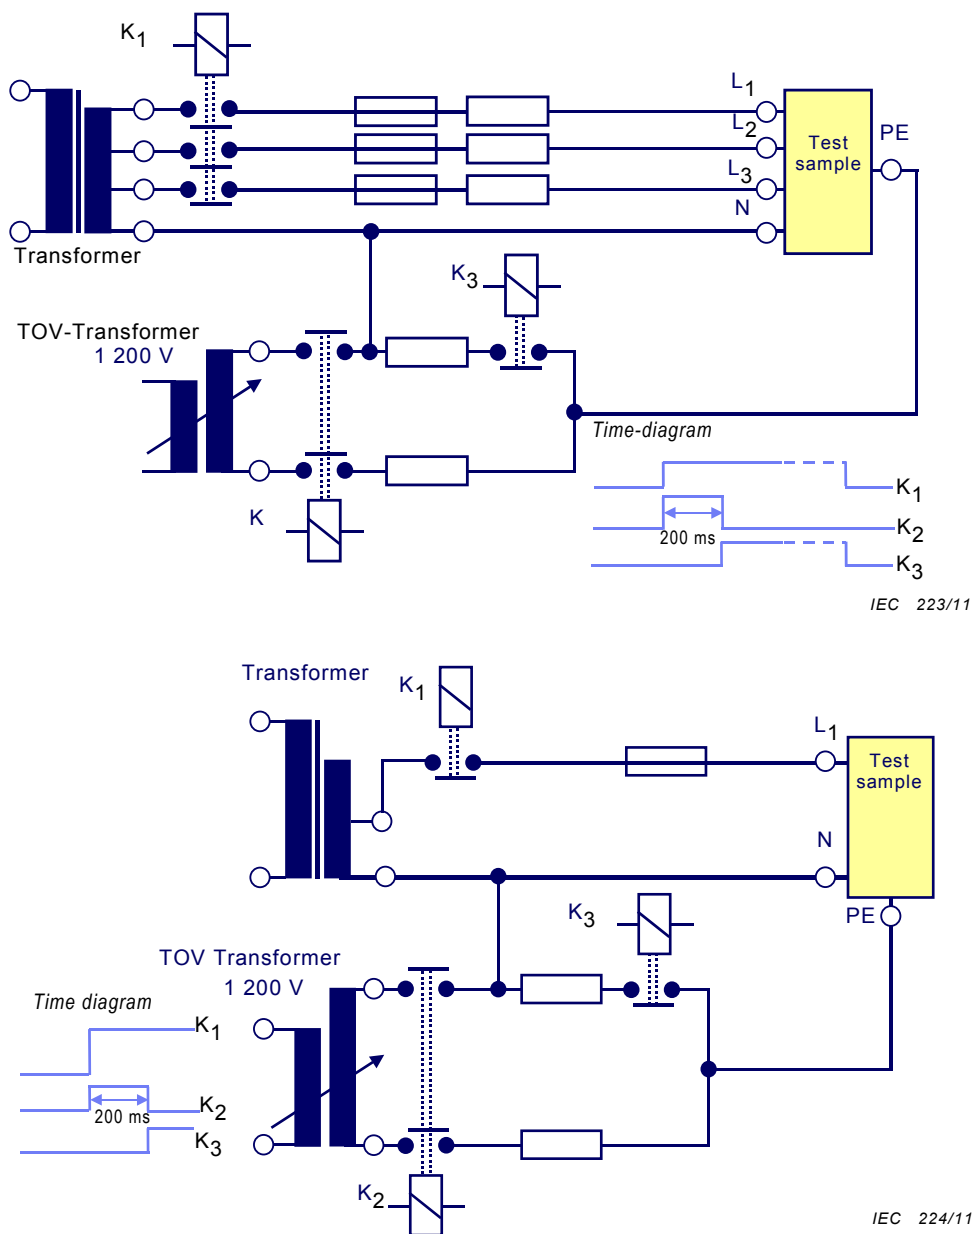 K1
L1
L2
L3
N
Test
sample
PE
Transformer
K3
TOV-Transformer
1 200 V
K
Time-diagram
K1
K2
200 ms
K3
IEC 223/11
Transformer
K1
L1
Test
sample
N
K3
PE
TOV Transformer
1 200 V
Time diagram
K1
K2
200 ms
K3
K2
IEC 224/11